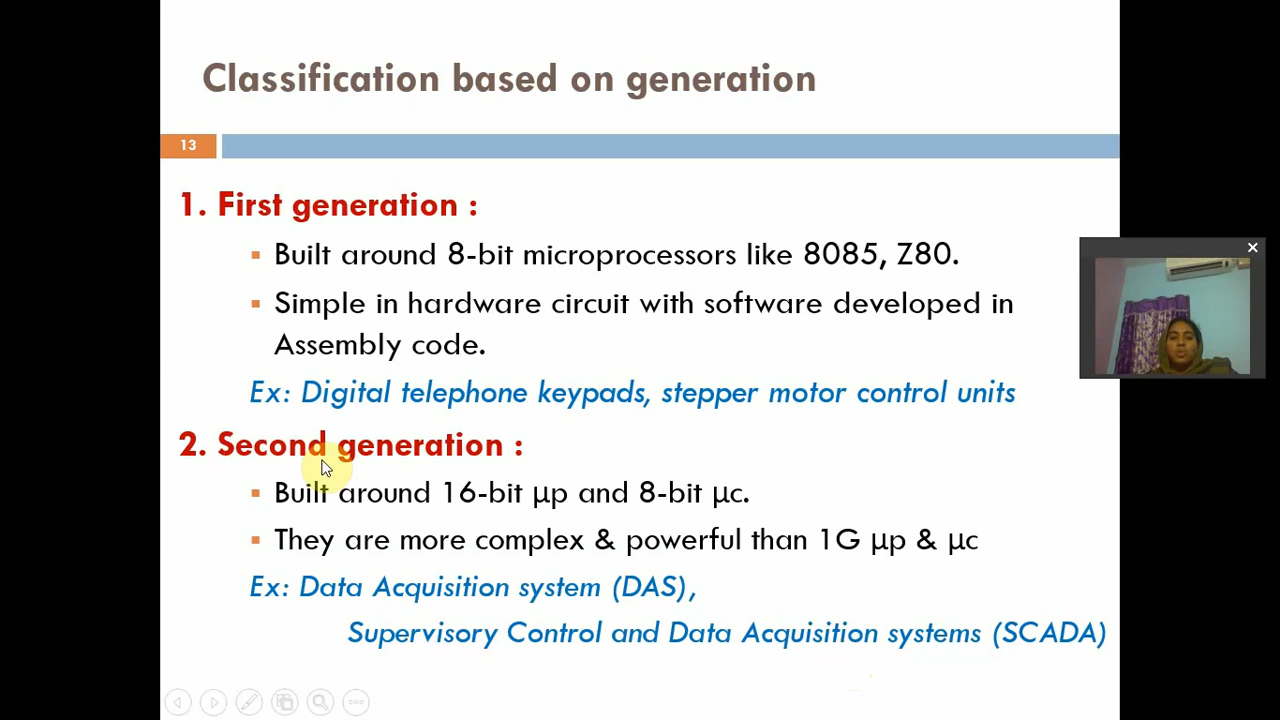 Classification based on generation
13
1. First generation :
▪ Built around 8-bit microprocessors like 8085, Z80.
▪ Simple in hardware circuit with software developed in
Assembly code.
Ex: Digital telephone keypads, stepper motor control units
2. Second generation :
▪ Built around 16-bit µp and 8-bit µc.
▪ They are more complex & powerful than 1G µp & µc
Ex: Data Acquisition system (DAS),
Supervisory Control and Data Acquisition systems (SCADA)